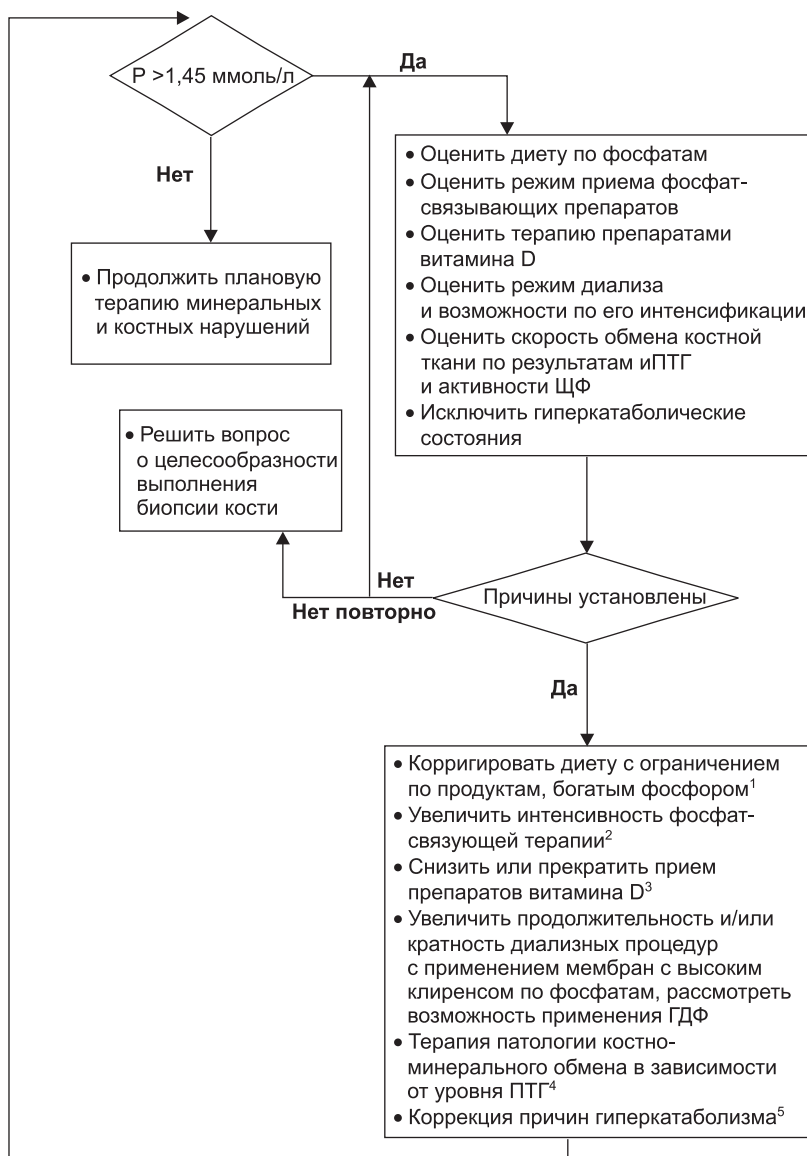 P >1,45 ммоль/л
Да
Нет
• Оценить диету по фосфатам
• Оценить режим приема фосфат-
связывающих препаратов
• Оценить терапию препаратами
витамина D
• Оценить режим диализа
и возможности по его интенсификации
• Оценить скорость обмена костной
ткани по результатам иПТГ
и активности ЩФ
• Исключить гиперкатаболические
состояния
• Продолжить плановую
терапию минеральных
и костных нарушений
• Решить вопрос
о целесообразности
выполнения
биопсии кости
Нет
Нет повторно
Причины установлены
Да
• Корригировать диету с ограничением
по продуктам, богатым фосфором¹
• Увеличить интенсивность фосфат-
связующей терапии²
• Снизить или прекратить прием
препаратов витамина D³
• Увеличить продолжительность и/или
кратность диализных процедур
с применением мембран с высоким
клиренсом по фосфатам, рассмотреть
возможность применения ГДФ
• Терапия патологии костно-
минерального обмена в зависимости
от уровня ПТГ⁴
• Коррекция причин гиперкатаболизма⁵